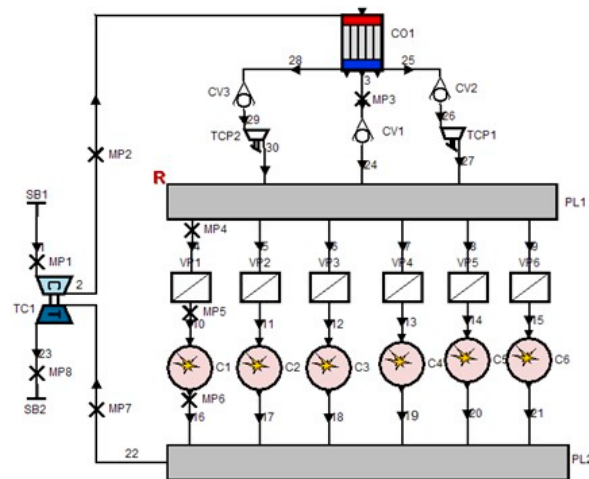 CO1
28
3
25
CV3
MP3
CV2
29
26
TCP2
CV1
TCP1
MP2
30
24
27
R
SB1
PL1
MP4
1
4
5
6
7
8
9
MP1
VP1
VP2
VP3
VP4
VP5
VP6
C
2
TC1
T
MP5
10
11
12
13
14
15
23
MP8
C1
C2
C3
C4
C5
C6
SB2
MP7
MP6
16
17
18
19
20
21
22
PL2